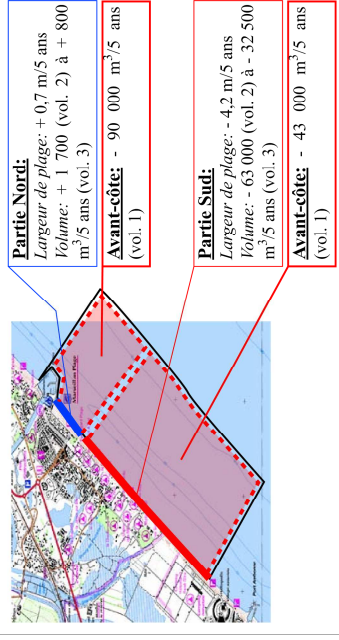 Partie Nord:
Largeur de plage: + 0,7 m/5 ans
Volume: + 1 700 (vol. 2) à + 800
m³/5 ans (vol. 3)
Avant-côte: - 90 000 m³/5 ans
(vol. 1)
Partie Sud:
Largeur de plage: - 4,2 m/5 ans
Volume: - 63 000 (vol. 2) à - 32 500
m³/5 ans (vol. 3)
Avant-côte: - 43 000 m³/5 ans
(vol. 1)
Marseillan Plage